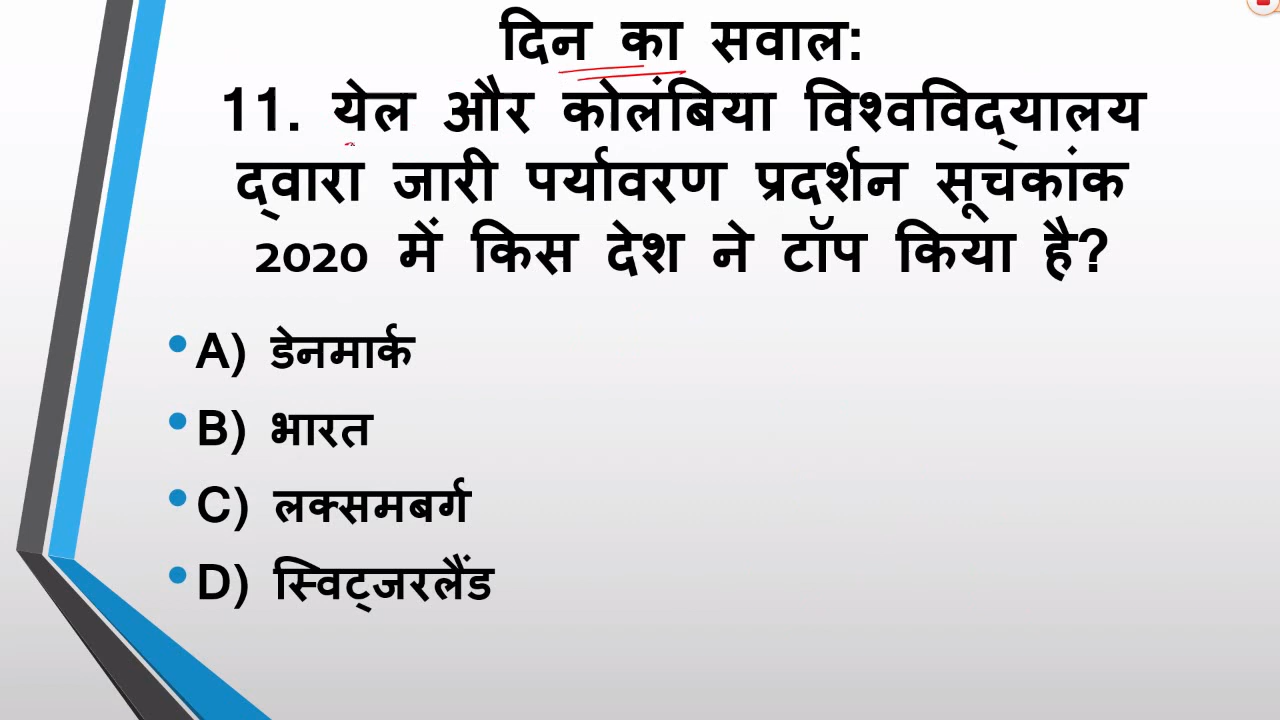 दिन का सवाल:
11. येल और कोलंबिया विश्वविद्यालय
द्वारा जारी पर्यावरण प्रदर्शन सूचकांक
2020 में किस देश ने टॉप किया है?
• A) डेनमार्क
• B) भारत
• C) लक्समबर्ग
• D) स्विट्जरलैंड